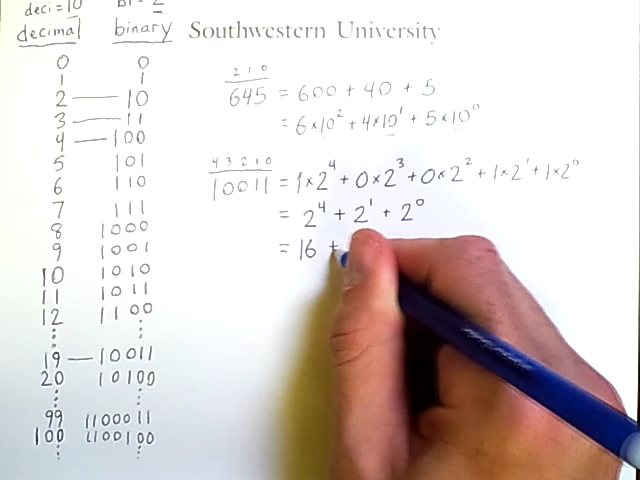 deci = 10 bi = 2
decimal binary Southwestern University
0 0
1 1
2 — 10
3 — 11
4 — 100
5 101
6 110
7 111
8 1000
9 1001
10 1010
11 1011
12 1100
⋮ ⋮
19 — 10011
20 10100
⋮ ⋮
99 1100011
100 1100100
⋮ ⋮
2 1 0
645 = 600 + 40 + 5
= 6×10² + 4×10¹ + 5×10⁰
4 3 2 1 0
10011 = 1×2⁴ + 0×2³ + 0×2² + 1×2¹ + 1×2⁰
= 2⁴ + 2¹ + 2⁰
= 16 +